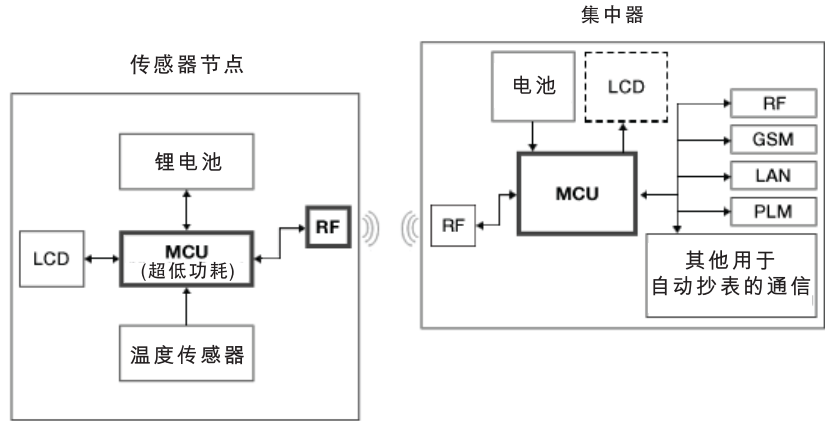 传感器节点
锂电池
LCD
MCU
(超低功耗)
RF
温度传感器
集中器
电池
LCD
MCU
RF
RF
GSM
LAN
PLM
其他用于
自动抄表的通信